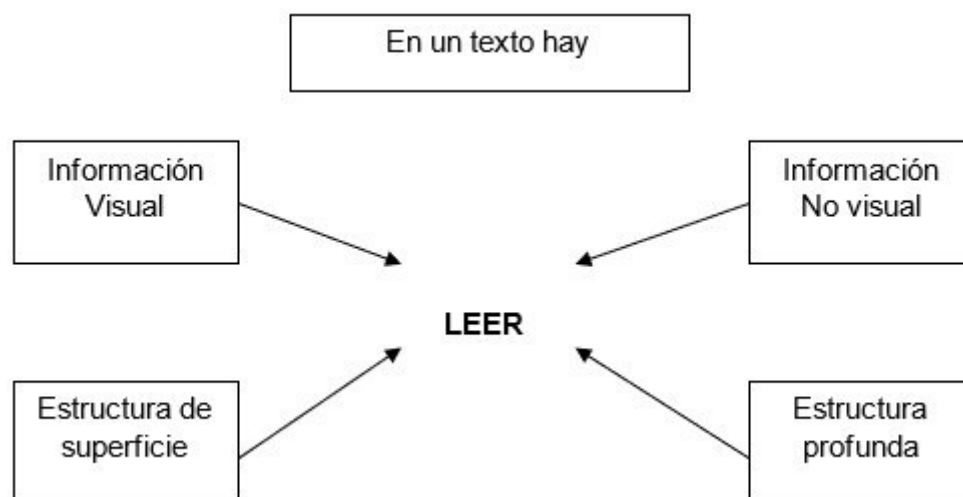 En un texto hay
Información
Visual
Información
No visual
LEER
Estructura de
superficie
Estructura
profunda